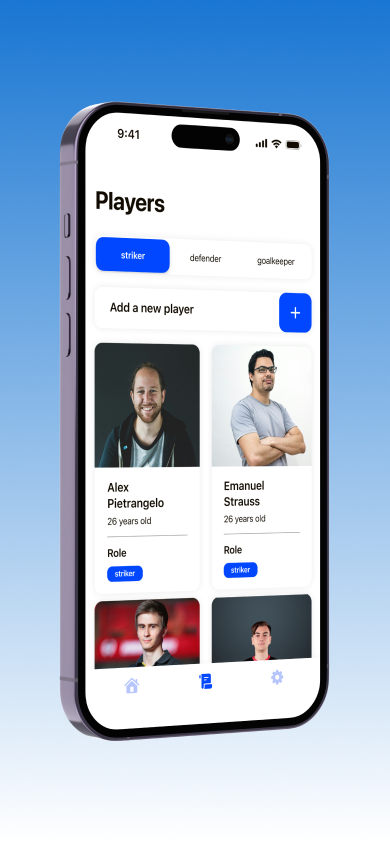 9:41
Players
striker defender goalkeeper
Add a new player +
Alex
Pietrangelo
26 years old
Role
striker
Emanuel
Strauss
26 years old
Role
striker